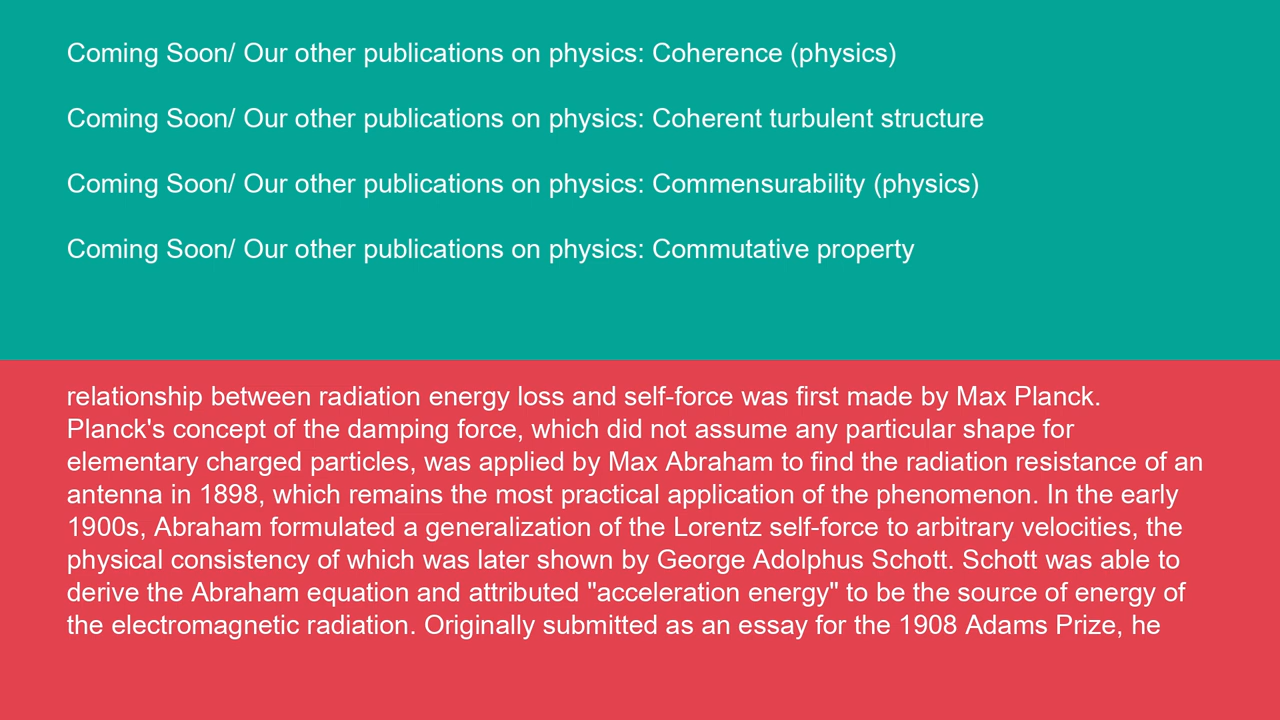 Coming Soon/ Our other publications on physics: Coherence (physics)
Coming Soon/ Our other publications on physics: Coherent turbulent structure
Coming Soon/ Our other publications on physics: Commensurability (physics)
Coming Soon/ Our other publications on physics: Commutative property
relationship between radiation energy loss and self-force was first made by Max Planck.
Planck's concept of the damping force, which did not assume any particular shape for
elementary charged particles, was applied by Max Abraham to find the radiation resistance of an
antenna in 1898, which remains the most practical application of the phenomenon. In the early
1900s, Abraham formulated a generalization of the Lorentz self-force to arbitrary velocities, the
physical consistency of which was later shown by George Adolphus Schott. Schott was able to
derive the Abraham equation and attributed "acceleration energy" to be the source of energy of
the electromagnetic radiation. Originally submitted as an essay for the 1908 Adams Prize, he